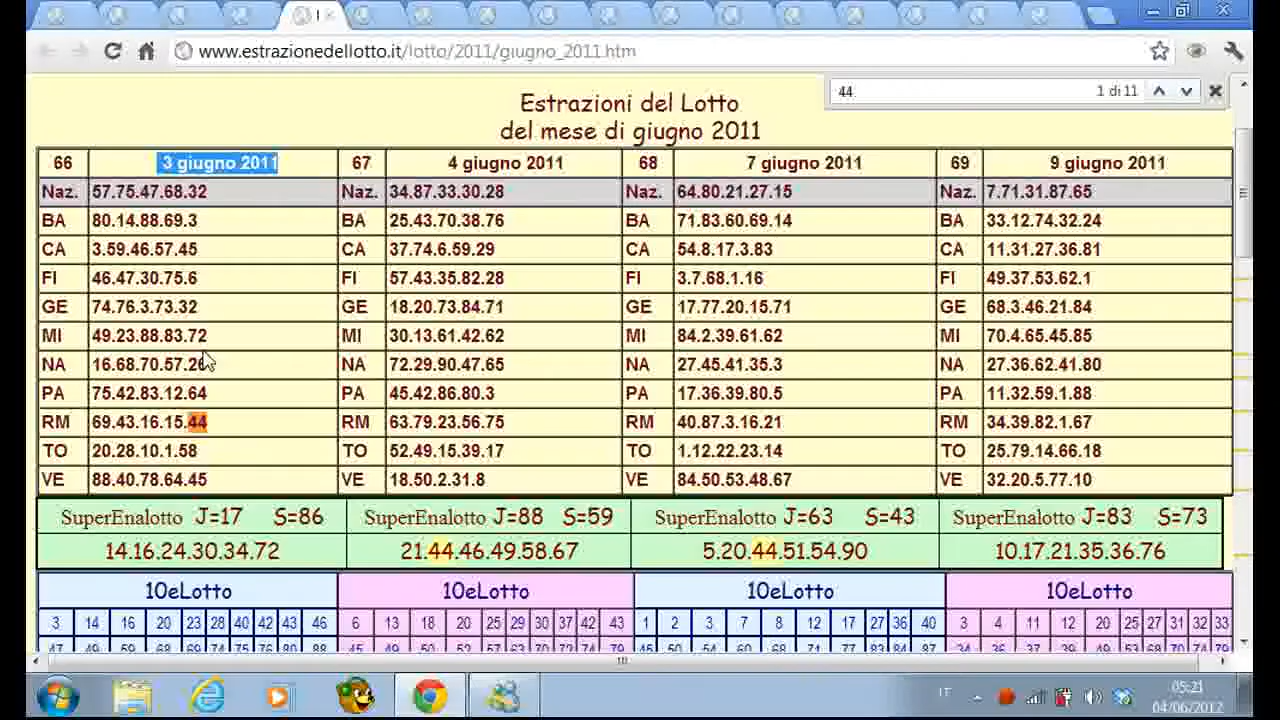 www.estrazionedellotto.it/lotto/2011/giugno_2011.htm
44
1 di 11
Estrazioni del Lotto
del mese di giugno 2011
66 3 giugno 2011 67 4 giugno 2011 68 7 giugno 2011 69 9 giugno 2011
Naz. 57.75.47.68.32 Naz. 34.87.33.30.28 Naz. 64.80.21.27.15 Naz. 7.71.31.87.65
BA 80.14.88.69.3 BA 25.43.70.38.76 BA 71.83.60.69.14 BA 33.12.74.32.24
CA 3.59.46.57.45 CA 37.74.6.59.29 CA 54.8.17.3.83 CA 11.31.27.36.81
FI 46.47.30.75.6 FI 57.43.35.82.28 FI 3.7.68.1.16 FI 49.37.53.62.1
GE 74.76.3.73.32 GE 18.20.73.84.71 GE 17.77.20.15.71 GE 68.3.46.21.84
MI 49.23.88.83.72 MI 30.13.61.42.62 MI 84.2.39.61.62 MI 70.4.65.45.85
NA 16.68.70.57.26 NA 72.29.90.47.65 NA 27.45.41.35.3 NA 27.36.62.41.80
PA 75.42.83.12.64 PA 45.42.86.80.3 PA 17.36.39.80.5 PA 11.32.59.1.88
RM 69.43.16.15.44 RM 63.79.23.56.75 RM 40.87.3.16.21 RM 34.39.82.1.67
TO 20.28.10.1.58 TO 52.49.15.39.17 TO 1.12.22.23.14 TO 25.79.14.66.18
VE 88.40.78.64.45 VE 18.50.2.31.8 VE 84.50.53.48.67 VE 32.20.5.77.10
SuperEnalotto J=17 S=86 SuperEnalotto J=88 S=59 SuperEnalotto J=63 S=43 SuperEnalotto J=83 S=73
14.16.24.30.34.72 21.44.46.49.58.67 5.20.44.51.54.90 10.17.21.35.36.76
10eLotto 10eLotto 10eLotto 10eLotto
3 14 16 20 23 28 40 42 43 46 6 13 18 20 25 29 30 37 42 43 1 2 3 7 8 12 17 27 36 40 3 4 11 12 20 25 27 31 32 33
IT
05:21
04/06/2012